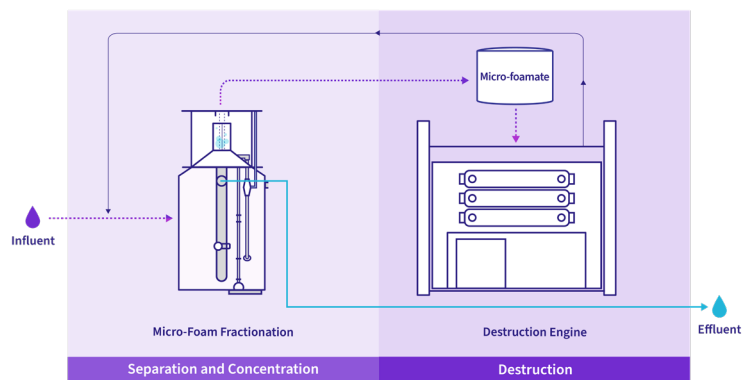 Micro-foamate
Influent
Effluent
Micro-Foam Fractionation
Destruction Engine
Separation and Concentration
Destruction